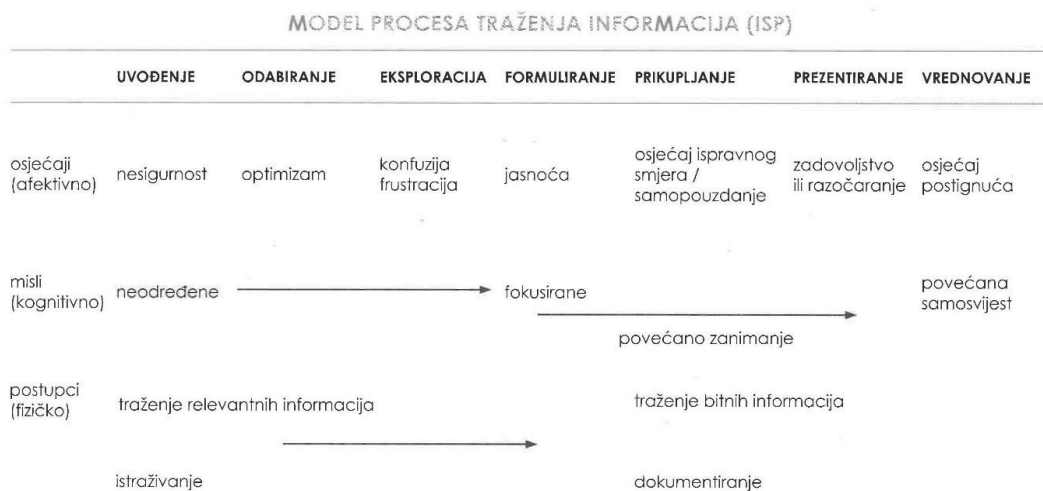 MODEL PROCESA TRAŽENJA INFORMACIJA (ISP)
UVOĐENJE ODABIRANJE EKSPLORACIJA FORMULIRANJE PRIKUPLJANJE PREZENTIRANJE VREDNOVANJE
osjećaji
(afektivno)
nesigurnost
optimizam
konfuzija
frustracija
jasnoća
osjećaj ispravnog
smjera /
samopouzdanje
zadovoljstvo
ili razočaranje
osjećaj
postignuća
misli
(kognitivno)
neodređene
fokusirane
povećano zanimanje
povećana
samosvijest
postupci
(fizičko)
traženje relevantnih informacija
traženje bitnih informacija
istraživanje
dokumentiranje